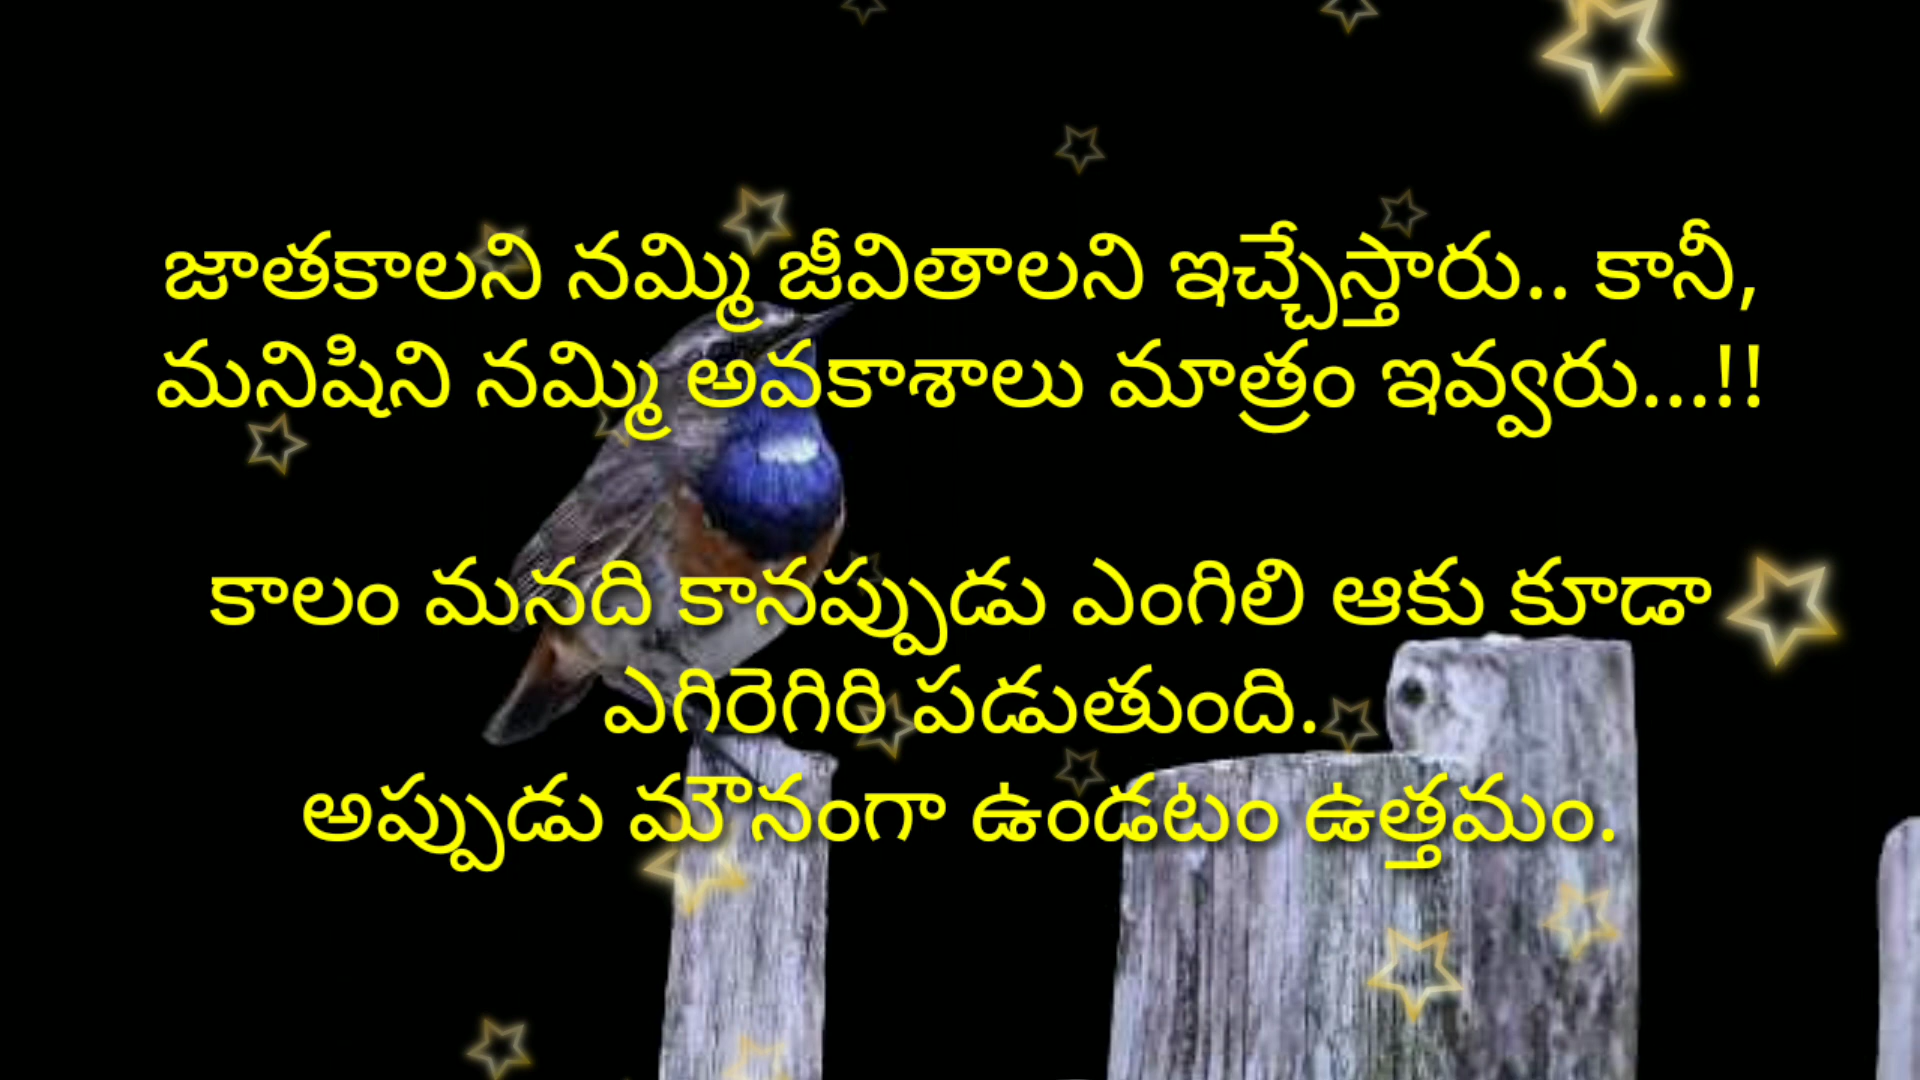 జాతకాలని నమ్మి జీవితాలని ఇచ్చేస్తారు.. కానీ,
మనిషిని నమ్మి అవకాశాలు మాత్రం ఇవ్వరు...!!
కాలం మనది కానప్పుడు ఎంగిలి ఆకు కూడా
ఎగిరెగిరి పడుతుంది.
అప్పుడు మౌనంగా ఉండటం ఉత్తమం.